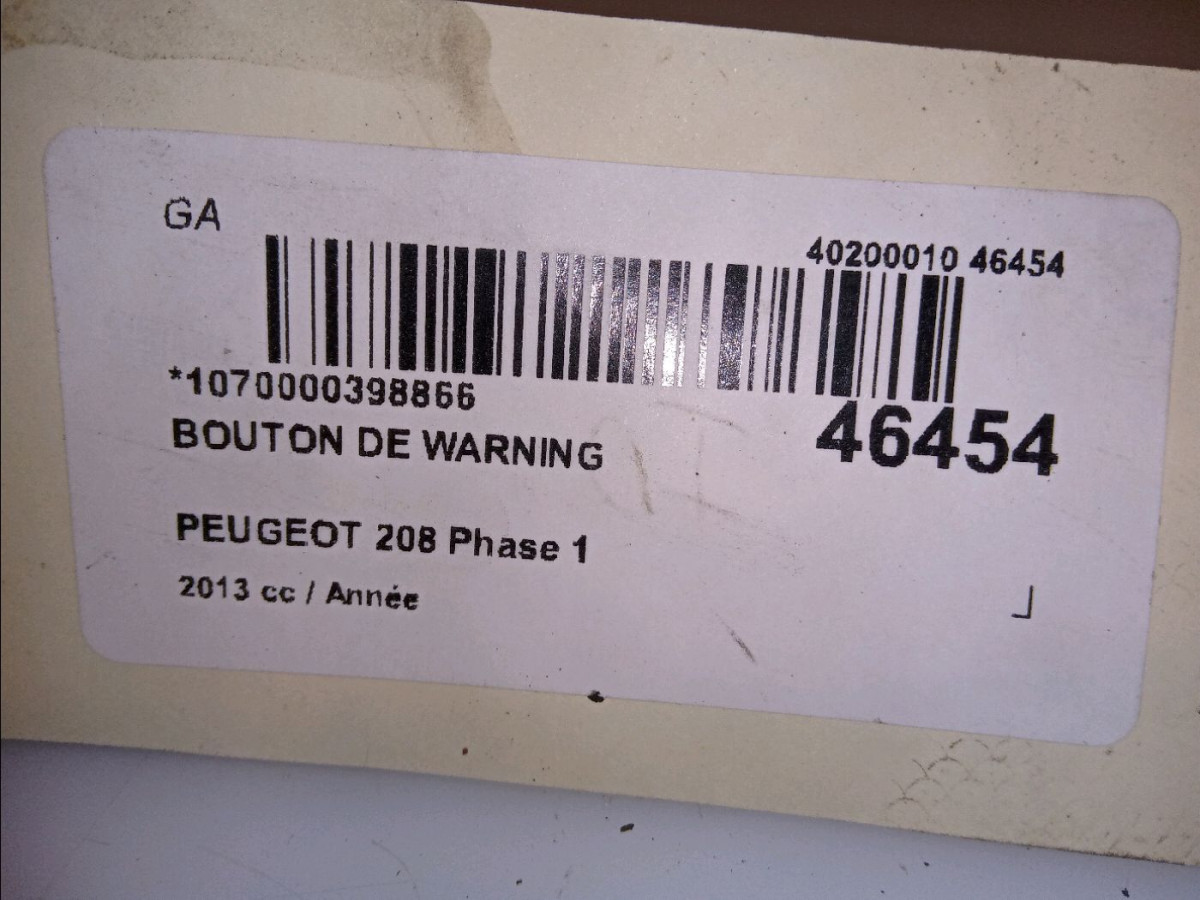 GA
40200010 46454
*1070000398866
46454
BOUTON DE WARNING
PEUGEOT 208 Phase 1
2013 cc / Année